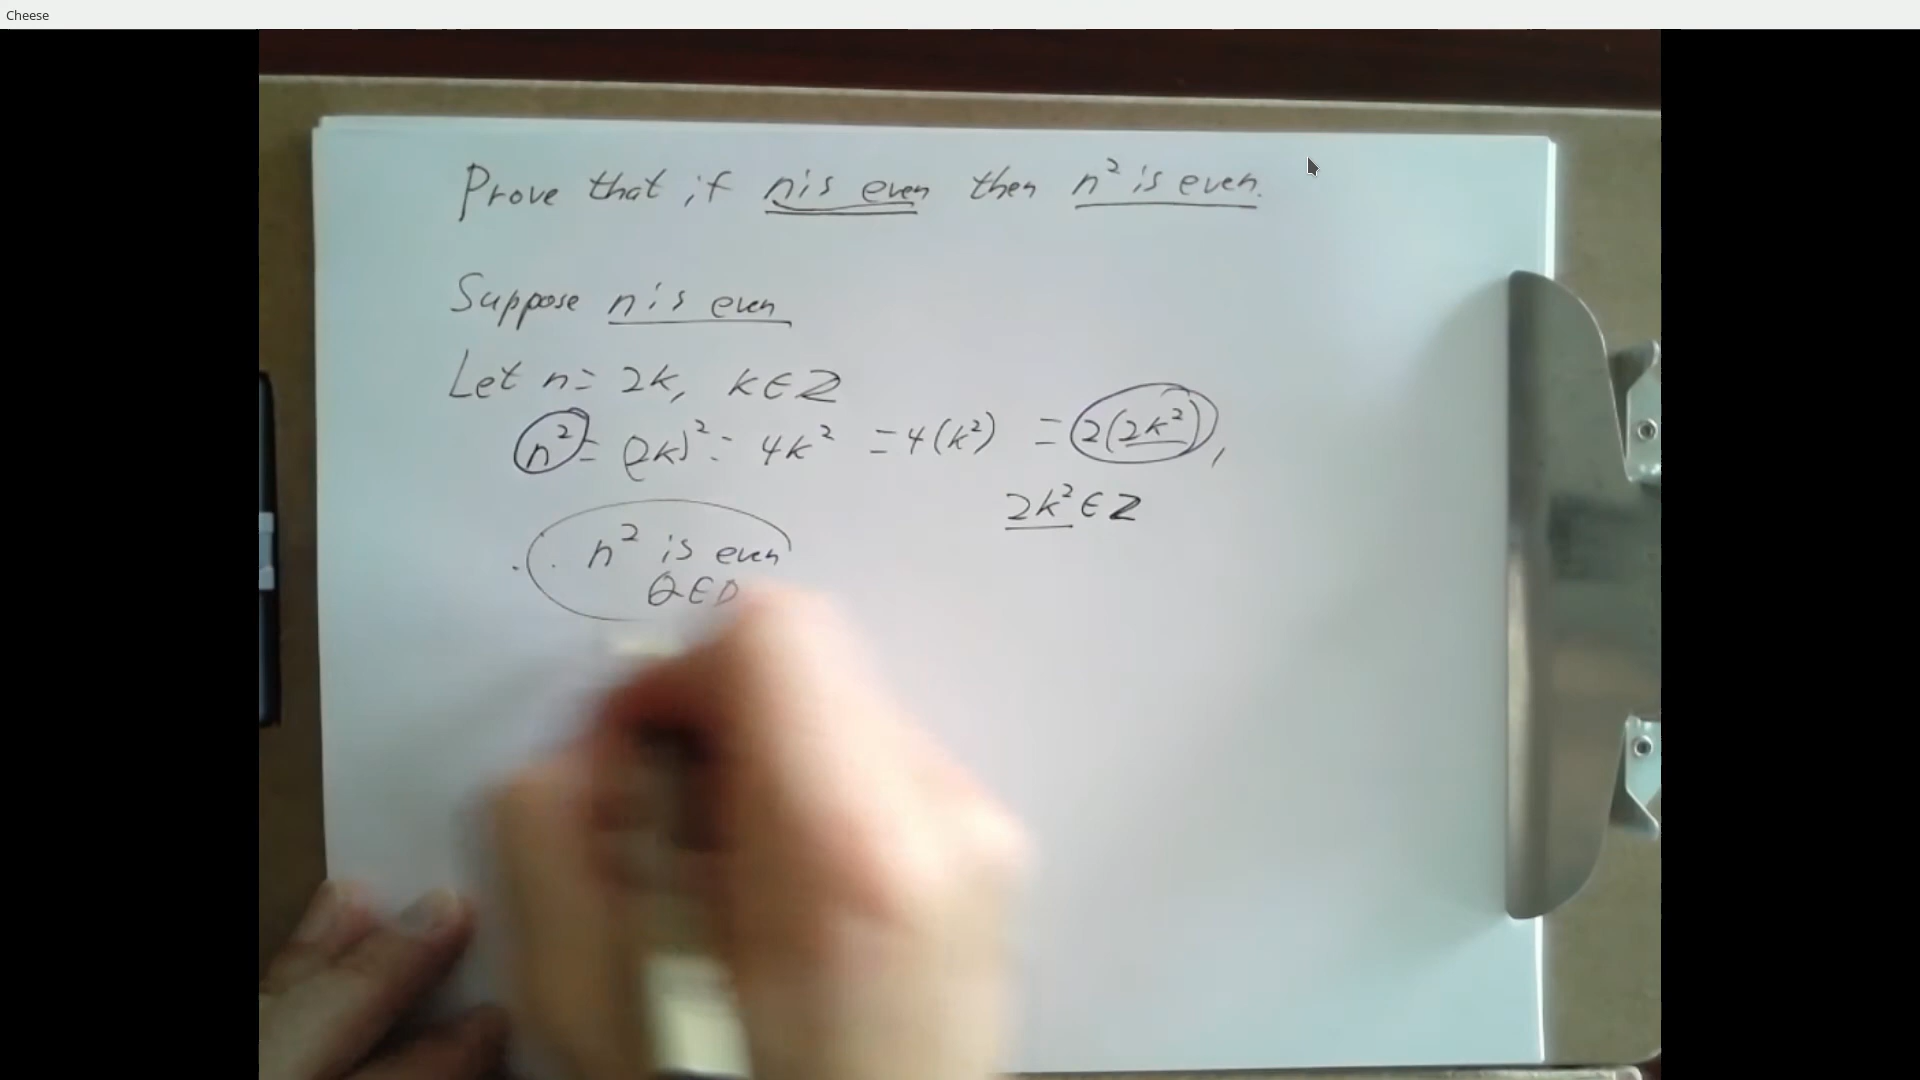 Cheese
Prove that if n is even then n² is even.
Suppose n is even
Let n = 2k, k∈Z
n² = (2k)² = 4k² = 4(k²) = 2(2k²),
2k² ∈ Z
∴ n² is even
QED